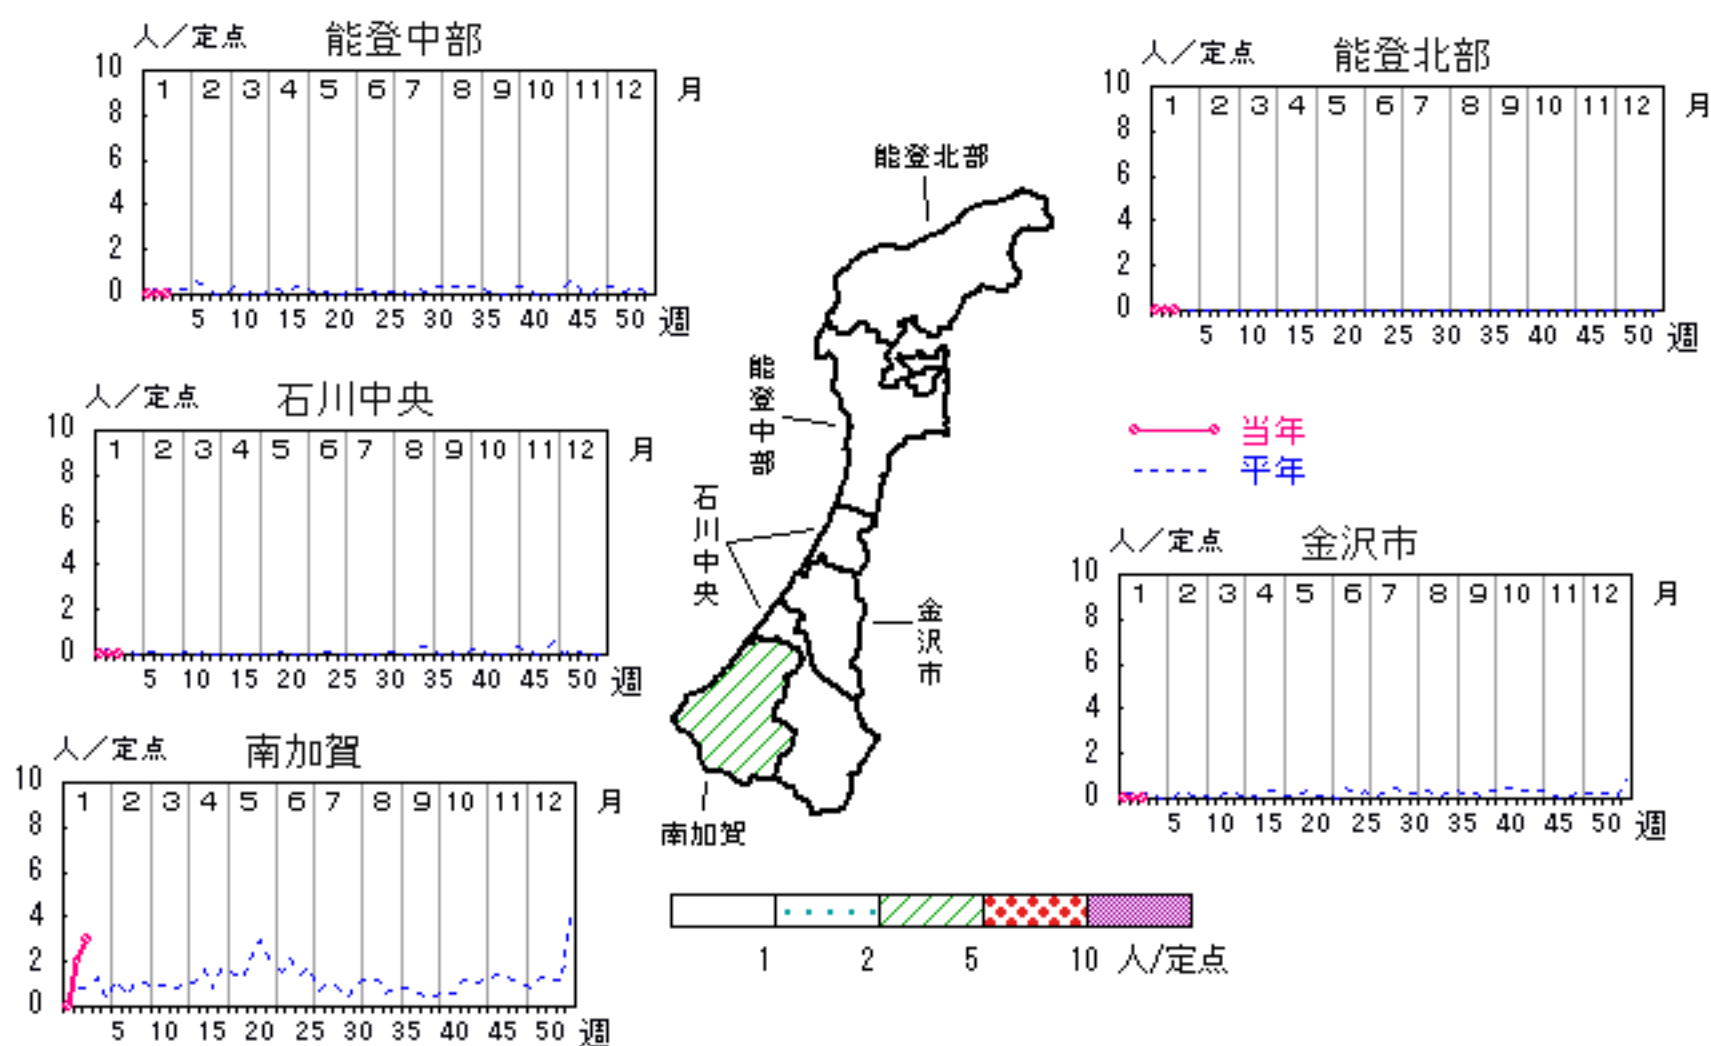 人／定点 能登中部
10 8 6 4 2 0
1 2 3 4 5 6 7 8 9 10 11 12 月
5 10 15 20 25 30 35 40 45 50 週
人／定点 能登北部
10 8 6 4 2 0
1 2 3 4 5 6 7 8 9 10 11 12 月
5 10 15 20 25 30 35 40 45 50 週
能登北部
能登中部
石川中央
金沢市
南加賀
人／定点 石川中央
10 8 6 4 2 0
1 2 3 4 5 6 7 8 9 10 11 12 月
5 10 15 20 25 30 35 40 45 50 週
当年
平年
人／定点 金沢市
10 8 6 4 2 0
1 2 3 4 5 6 7 8 9 10 11 12 月
5 10 15 20 25 30 35 40 45 50 週
人／定点 南加賀
10 8 6 4 2 0
1 2 3 4 5 6 7 8 9 10 11 12 月
5 10 15 20 25 30 35 40 45 50 週
1 2 5 10 人/定点